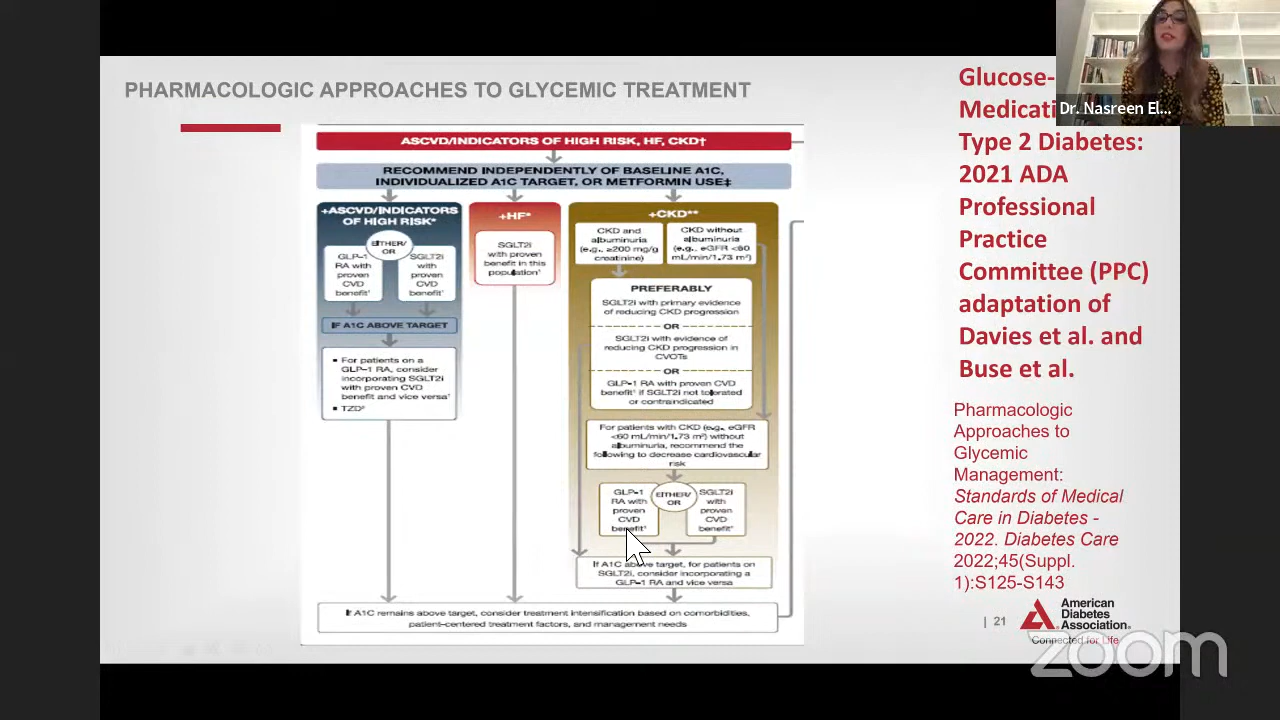 PHARMACOLOGIC APPROACHES TO GLYCEMIC TREATMENT
ASCVD/INDICATORS OF HIGH RISK, HF, CKD†
RECOMMEND INDEPENDENTLY OF BASELINE A1C,
INDIVIDUALIZED A1C TARGET, OR METFORMIN USE‡
+ASCVD/INDICATORS
OF HIGH RISK*
EITHER/
OR
GLP-1
RA with
proven
CVD
benefit¹
SGLT2i
with
proven
CVD
benefit¹
IF A1C ABOVE TARGET
▪ For patients on a
GLP-1 RA, consider
incorporating SGLT2i
with proven CVD
benefit and vice versa¹
▪ TZD²
+HF*
SGLT2i
with proven
benefit in this
population¹
+CKD**
CKD and
albuminuria
(e.g., ≥200 mg/g
creatinine)
CKD without
albuminuria
(e.g., eGFR <60
mL/min/1.73 m²)
PREFERABLY
SGLT2i with primary evidence
of reducing CKD progression
OR
SGLT2i with evidence of
reducing CKD progression in
CVOTs
OR
GLP-1 RA with proven CVD
benefit¹ if SGLT2i not tolerated
or contraindicated
For patients with CKD (e.g., eGFR
<60 mL/min/1.73 m²) without
albuminuria, recommend the
following to decrease cardiovascular
risk
GLP-1
RA with
proven
CVD
benefit¹
EITHER/
OR
SGLT2i
with
proven
CVD
benefit¹
If A1C above target, for patients on
SGLT2i, consider incorporating a
GLP-1 RA and vice versa
If A1C remains above target, consider treatment intensification based on comorbidities,
patient-centered treatment factors, and management needs
Dr. Nasreen El...
Glucose-
Medicati
Type 2 Diabetes:
2021 ADA
Professional
Practice
Committee (PPC)
adaptation of
Davies et al. and
Buse et al.
Pharmacologic
Approaches to
Glycemic
Management:
Standards of Medical
Care in Diabetes -
2022. Diabetes Care
2022;45(Suppl.
1):S125-S143
| 21
American
Diabetes
Association®
Connected for Life
zoom